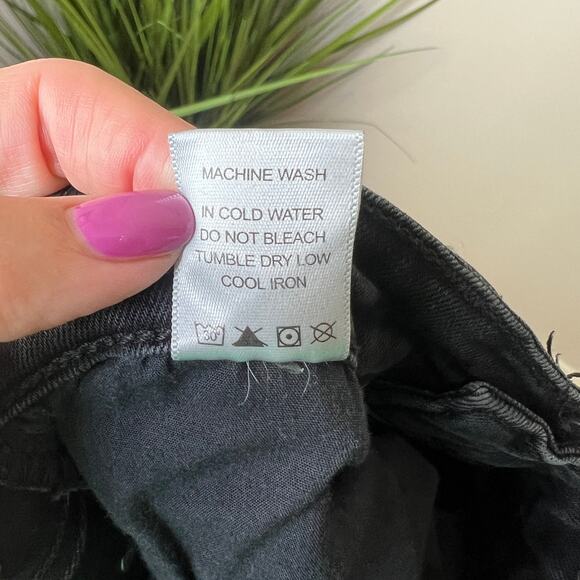 MACHINE WASH
IN COLD WATER
DO NOT BLEACH
TUMBLE DRY LOW
COOL IRON
30°